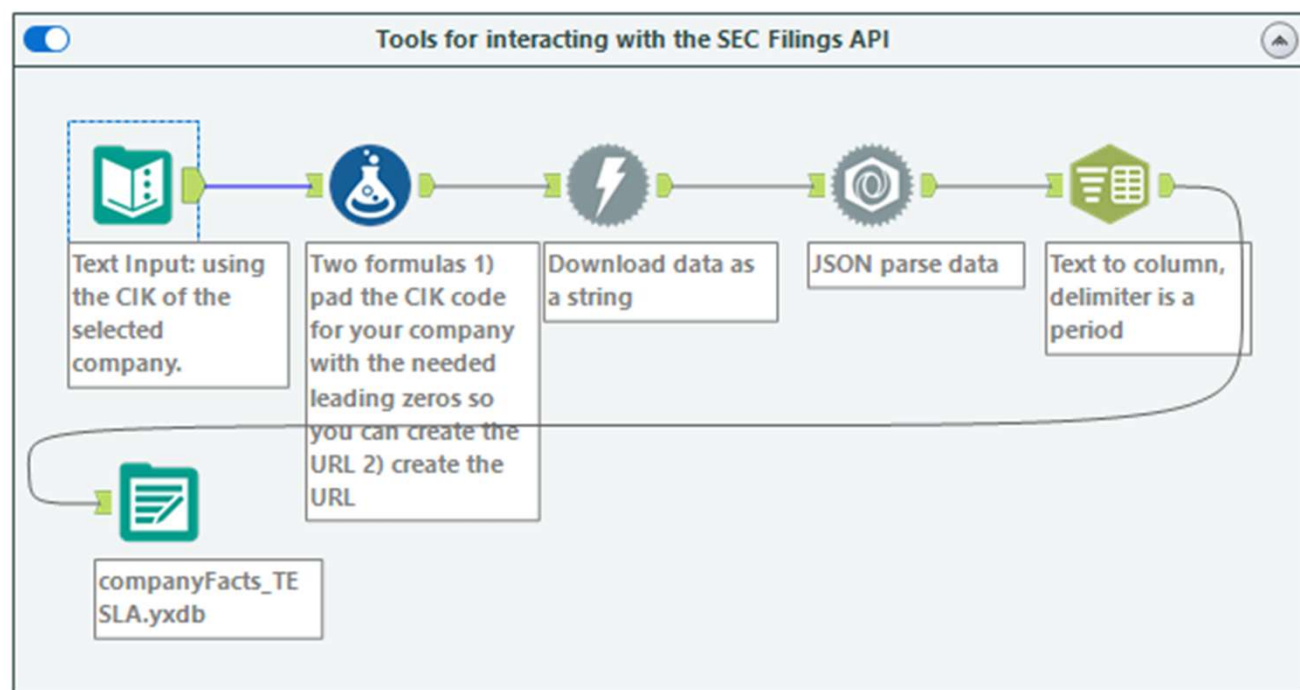 Tools for interacting with the SEC Filings API
Text Input: using
the CIK of the
selected
company.
Two formulas 1)
pad the CIK code
for your company
with the needed
leading zeros so
you can create the
URL 2) create the
URL
Download data as
a string
JSON parse data
Text to column,
delimiter is a
period
companyFacts_TE
SLA.yxdb